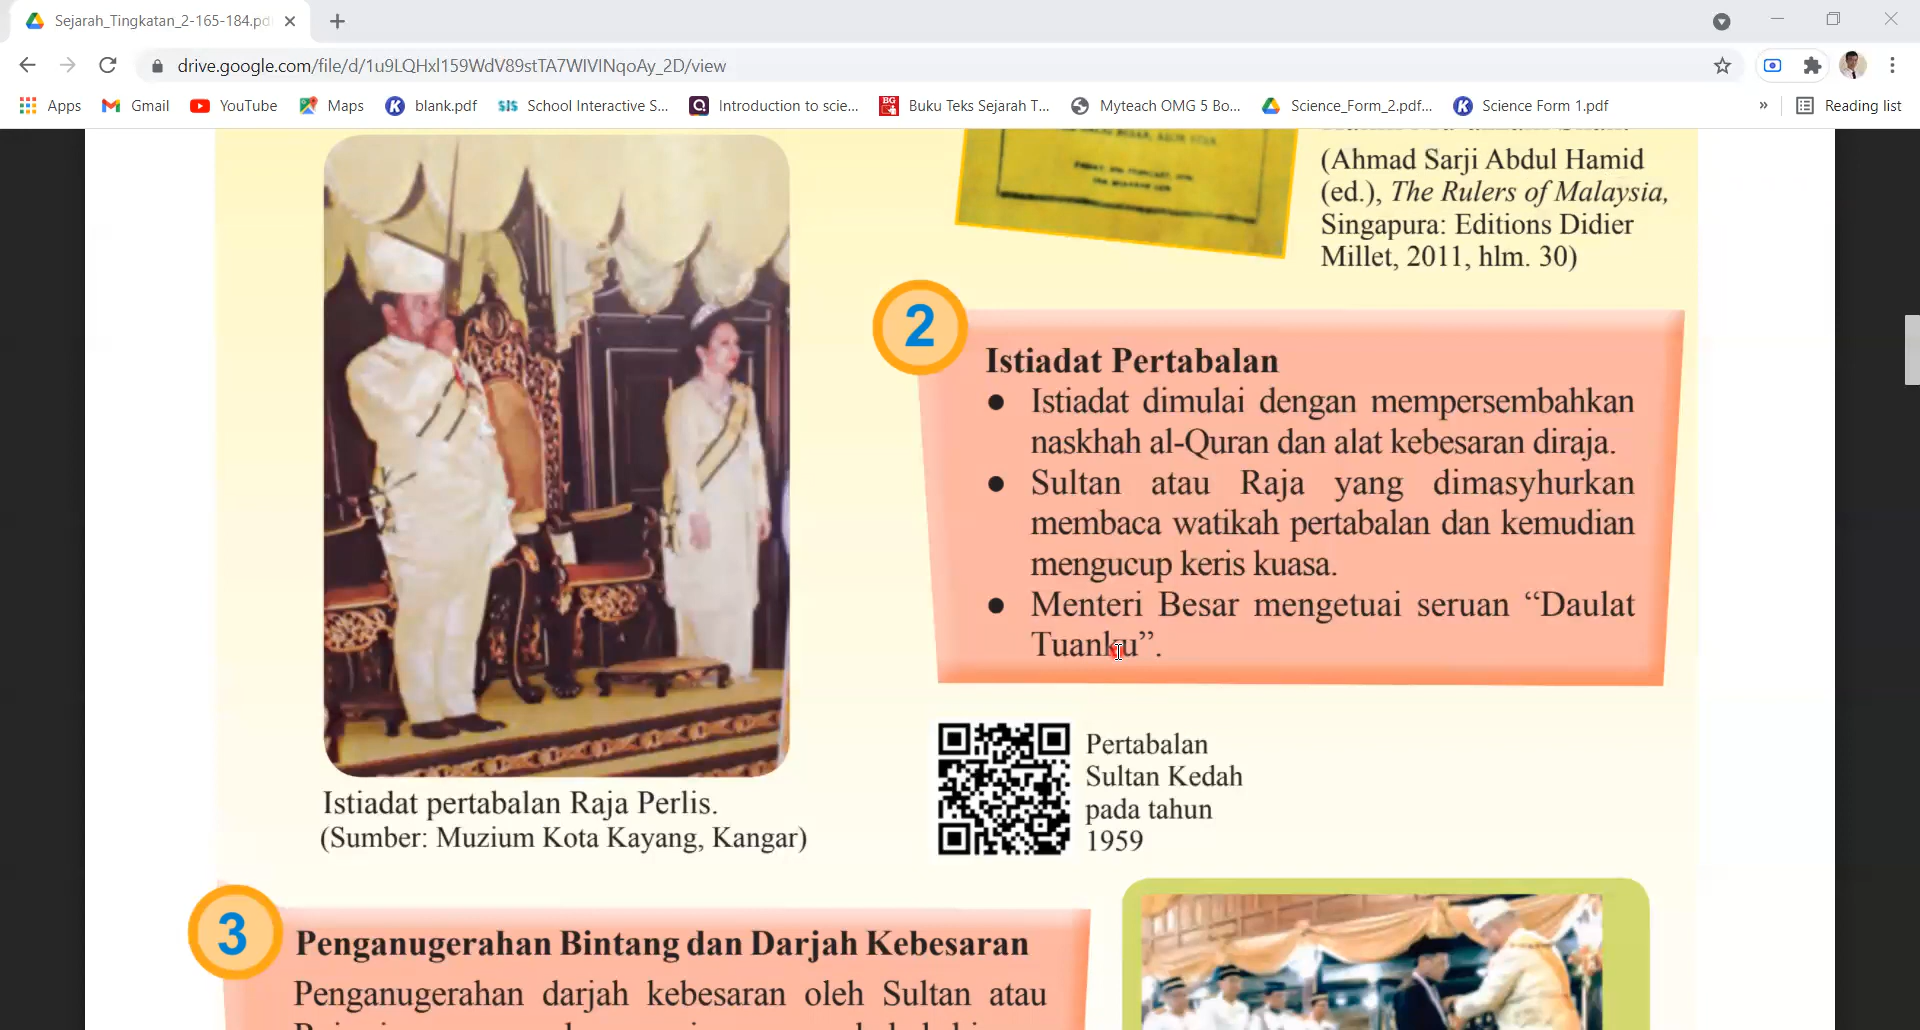 Sejarah_Tingkatan_2-165-184.pd
drive.google.com/file/d/1u9LQHxl159WdV89stTA7WIVINqoAy_2D/view
Apps
Gmail
YouTube
Maps
blank.pdf
School Interactive S...
Introduction to scie...
Buku Teks Sejarah T...
Myteach OMG 5 Bo...
Science_Form_2.pdf...
Science Form 1.pdf
»
Reading list
(Ahmad Sarji Abdul Hamid
(ed.), The Rulers of Malaysia,
Singapura: Editions Didier
Millet, 2011, hlm. 30)
2
Istiadat Pertabalan
● Istiadat dimulai dengan mempersembahkan
naskhah al-Quran dan alat kebesaran diraja.
● Sultan atau Raja yang dimasyhurkan
membaca watikah pertabalan dan kemudian
mengucup keris kuasa.
● Menteri Besar mengetuai seruan “Daulat
Tuanku”.
Pertabalan
Sultan Kedah
pada tahun
1959
Istiadat pertabalan Raja Perlis.
(Sumber: Muzium Kota Kayang, Kangar)
3
Penganugerahan Bintang dan Darjah Kebesaran
Penganugerahan darjah kebesaran oleh Sultan atau